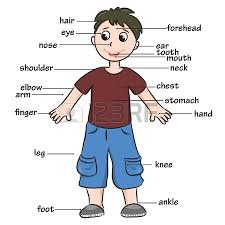 hair
forehead
eye
nose
ear
tooth
mouth
shoulder
neck
elbow
chest
arm
stomach
finger
hand
leg
knee
foot
ankle
123RF